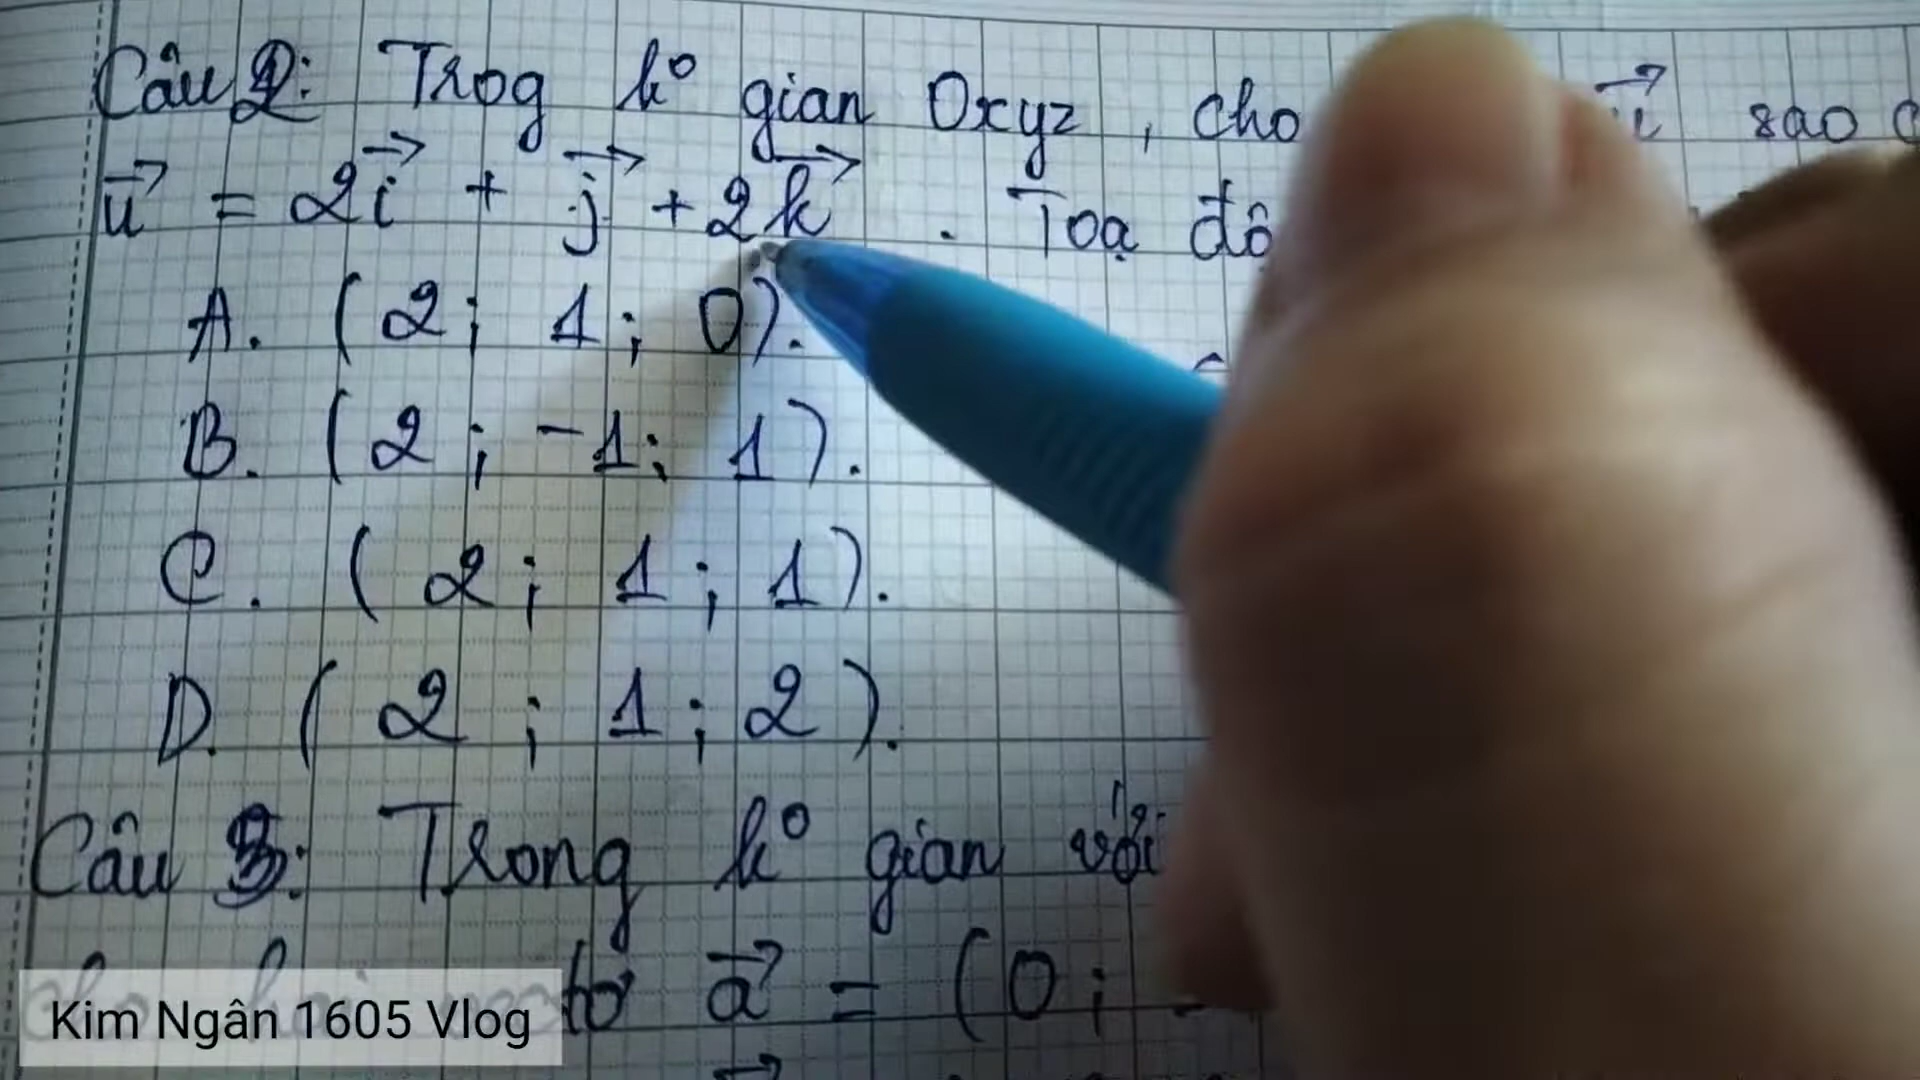 Câu 2: Trog ko gian Oxyz, cho u⃗ sao
u⃗ = 2i⃗ + j⃗ + 2k⃗ . Toạ độ
A. (2; 1; 0).
B. (2; -1; 1).
C. (2; 1; 1).
D. (2; 1; 2).
Câu 3: Trong ko gian với
a⃗ = (0; -
Kim Ngân 1605 Vlog